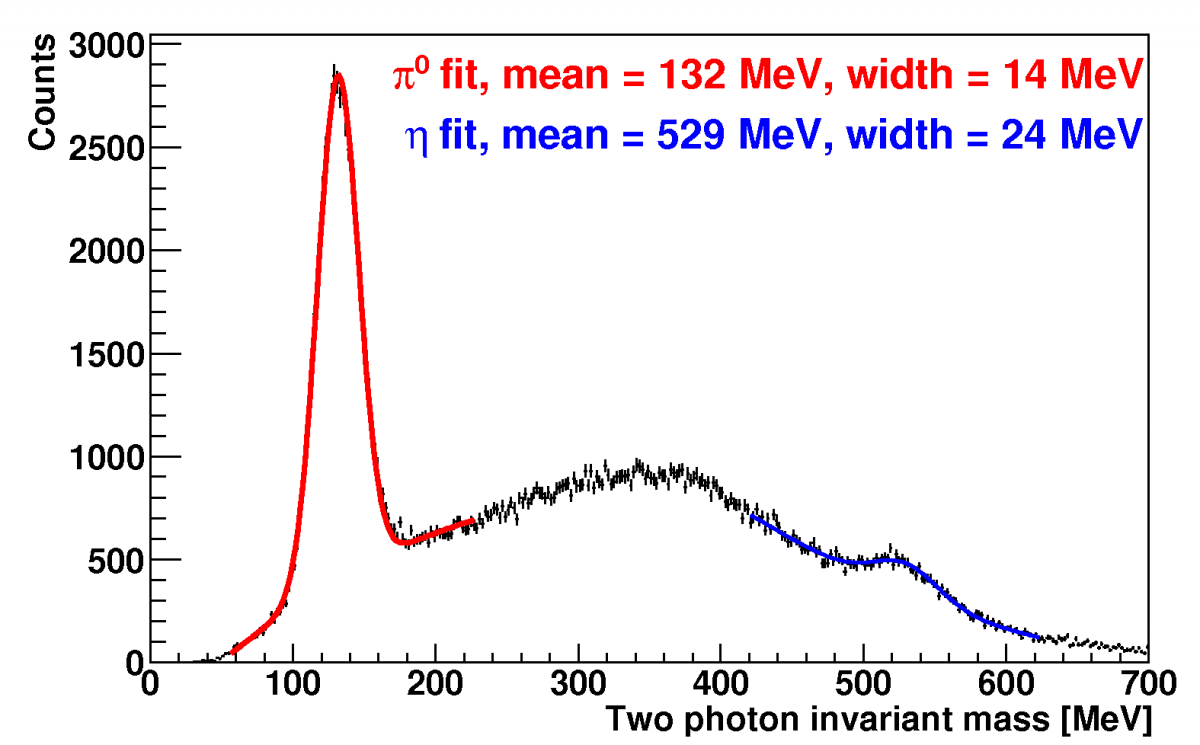 Counts
3000
2500
2000
1500
1000
500
0
π⁰ fit, mean = 132 MeV, width = 14 MeV
η fit, mean = 529 MeV, width = 24 MeV
0 100 200 300 400 500 600 700
Two photon invariant mass [MeV]